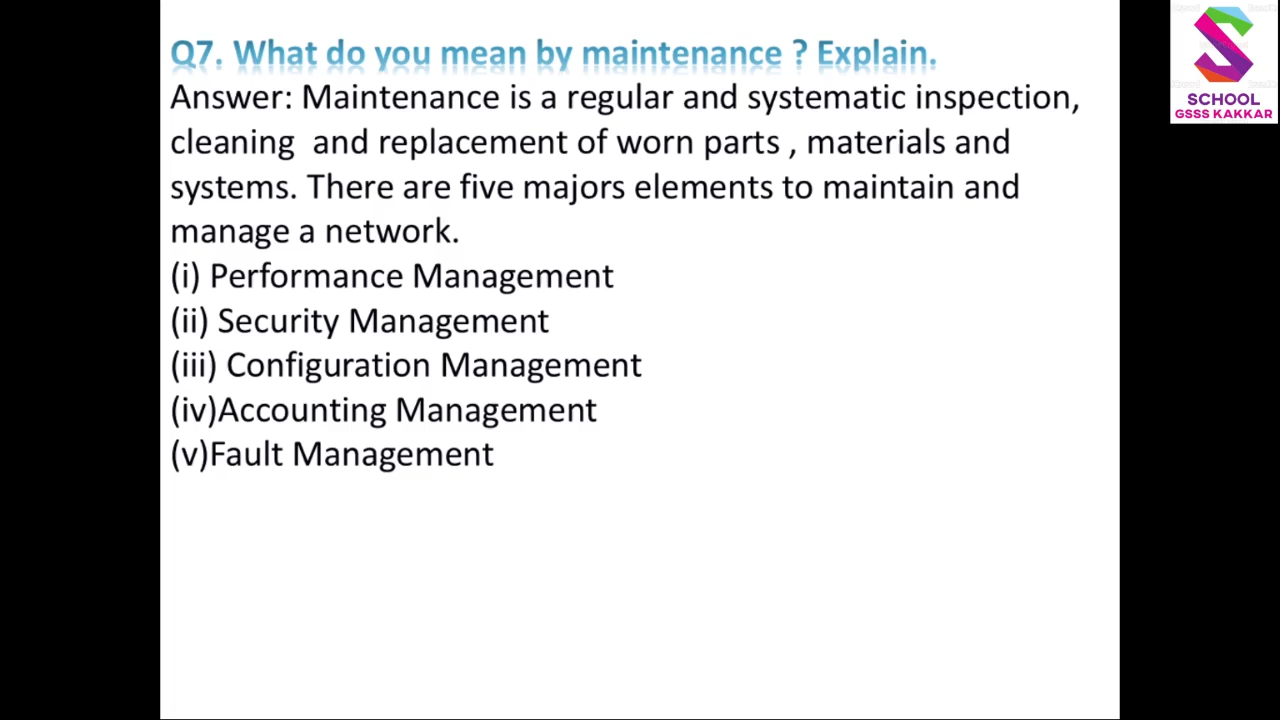 Q7. What do you mean by maintenance ? Explain.
Answer: Maintenance is a regular and systematic inspection,
cleaning  and replacement of worn parts , materials and
systems. There are five majors elements to maintain and
manage a network.
(i) Performance Management
(ii) Security Management
(iii) Configuration Management
(iv)Accounting Management
(v)Fault Management
SCHOOL
GSSS KAKKAR